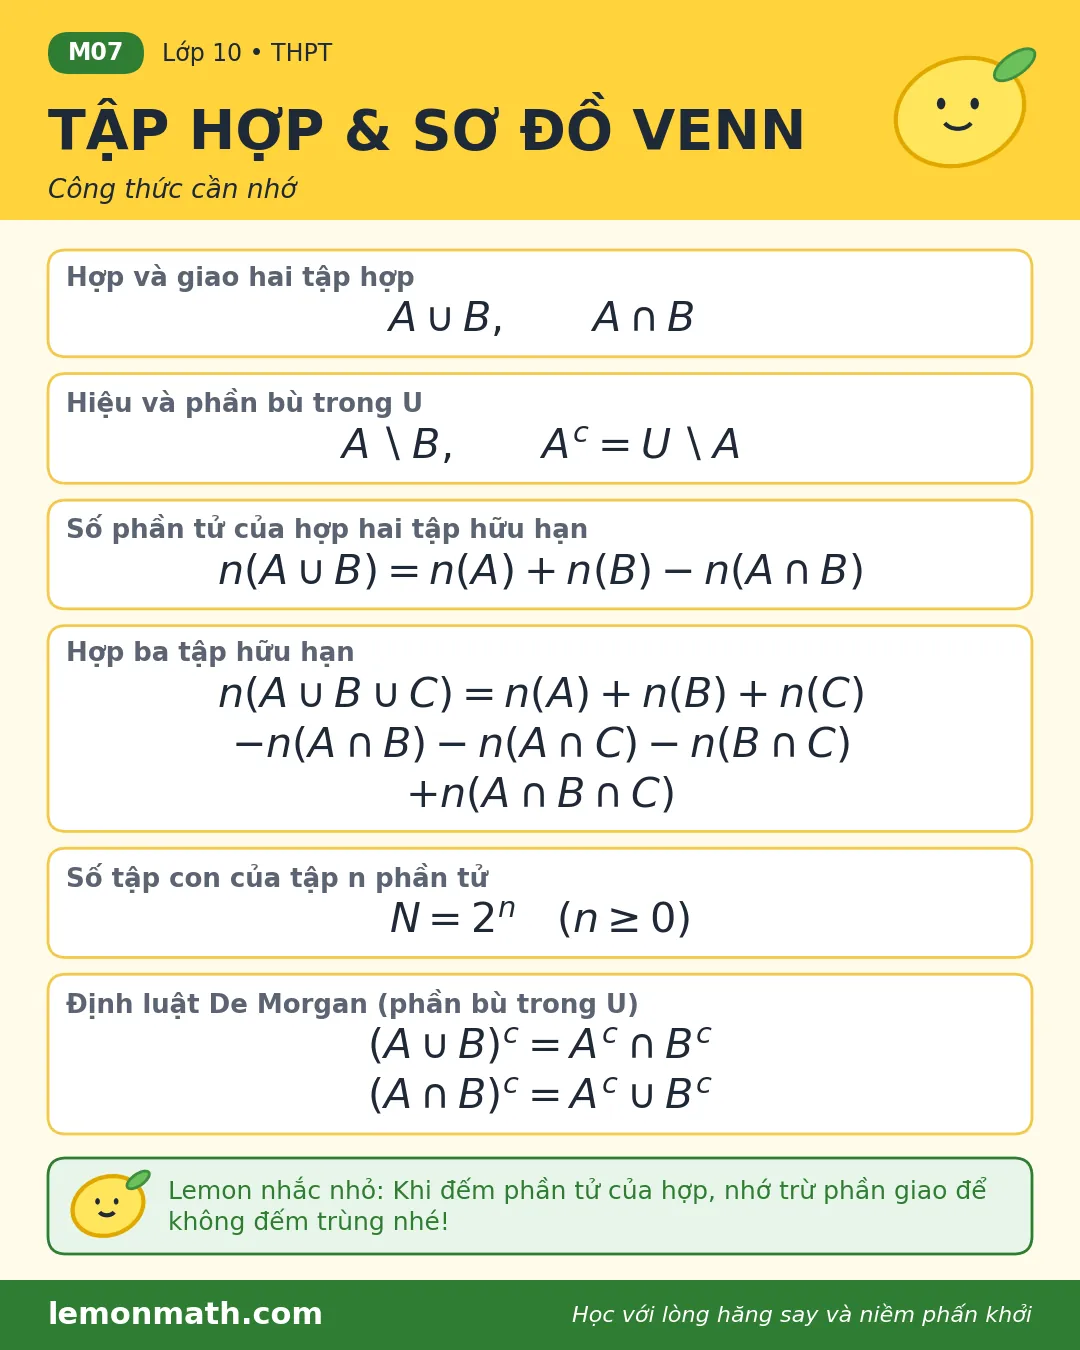 M07 Lớp 10 • THPT
TẬP HỢP & SƠ ĐỒ VENN
Công thức cần nhớ
Hợp và giao hai tập hợp
A ∪ B, A ∩ B
Hiệu và phần bù trong U
A \ B, Aᶜ = U \ A
Số phần tử của hợp hai tập hữu hạn
n(A ∪ B) = n(A) + n(B) − n(A ∩ B)
Hợp ba tập hữu hạn
n(A ∪ B ∪ C) = n(A) + n(B) + n(C)
−n(A ∩ B) − n(A ∩ C) − n(B ∩ C)
+n(A ∩ B ∩ C)
Số tập con của tập n phần tử
N = 2ⁿ (n ≥ 0)
Định luật De Morgan (phần bù trong U)
(A ∪ B)ᶜ = Aᶜ ∩ Bᶜ
(A ∩ B)ᶜ = Aᶜ ∪ Bᶜ
Lemon nhắc nhỏ: Khi đếm phần tử của hợp, nhớ trừ phần giao để
không đếm trùng nhé!
lemonmath.com
Học với lòng hăng say và niềm phấn khởi